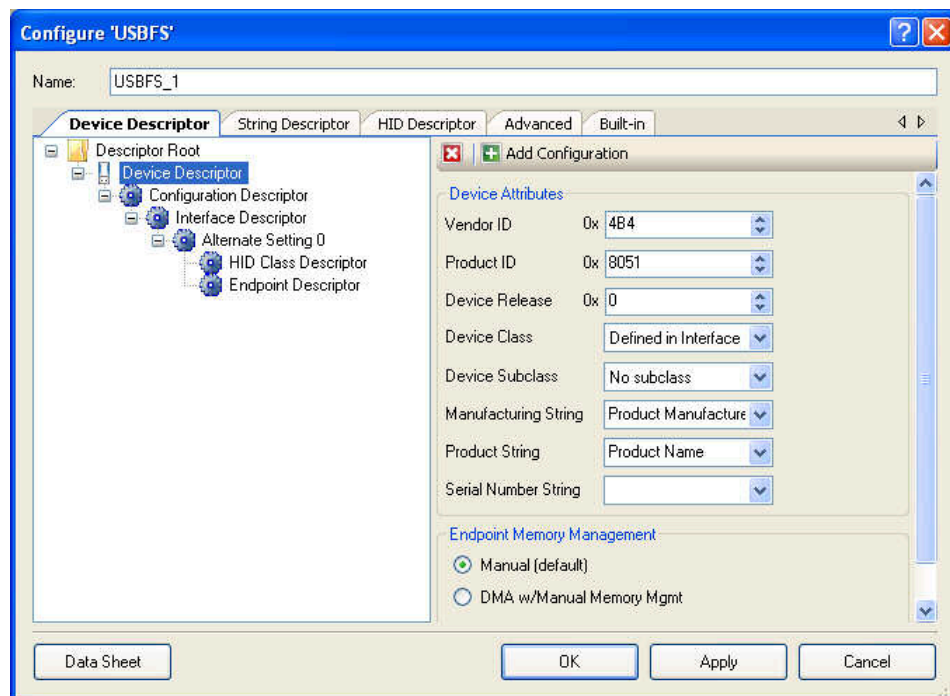 Configure 'USBFS'
Name: USBFS_1
Device Descriptor String Descriptor HID Descriptor Advanced Built-in
Descriptor Root
Device Descriptor
Configuration Descriptor
Interface Descriptor
Alternate Setting 0
HID Class Descriptor
Endpoint Descriptor
Add Configuration
Device Attributes
Vendor ID 0x 4B4
Product ID 0x 8051
Device Release 0x 0
Device Class Defined in Interface
Device Subclass No subclass
Manufacturing String Product Manufacture
Product String Product Name
Serial Number String
Endpoint Memory Management
Manual (default)
DMA w/Manual Memory Mgmt
Data Sheet OK Apply Cancel